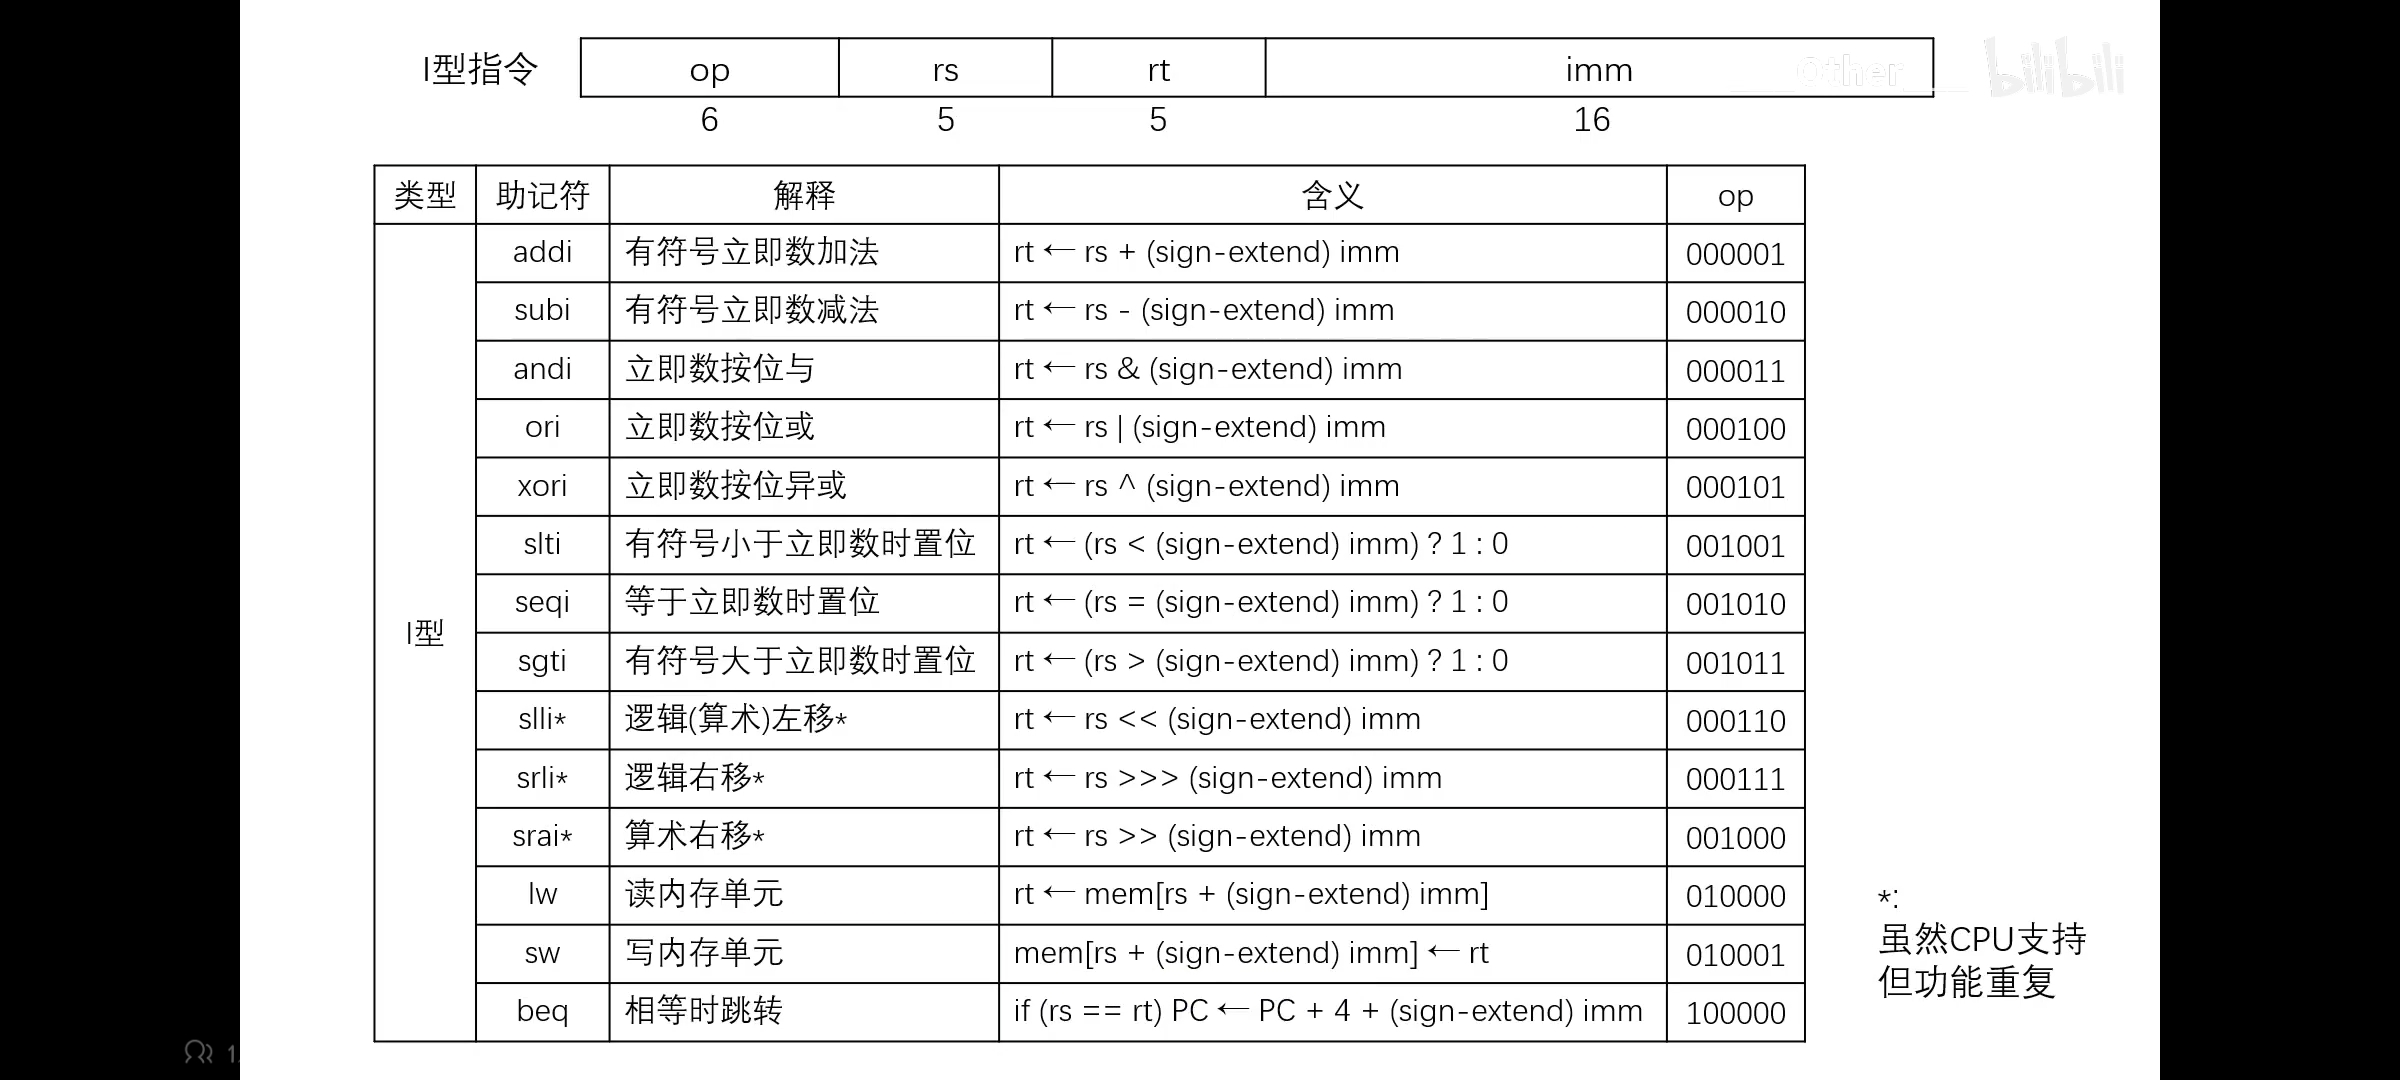 I型指令 op rs rt imm
Other
bilibili
6 5 5 16
类型 助记符 解释 含义 op
I型
addi 有符号立即数加法 rt ← rs + (sign-extend) imm 000001
subi 有符号立即数减法 rt ← rs - (sign-extend) imm 000010
andi 立即数按位与 rt ← rs & (sign-extend) imm 000011
ori 立即数按位或 rt ← rs | (sign-extend) imm 000100
xori 立即数按位异或 rt ← rs ^ (sign-extend) imm 000101
slti 有符号小于立即数时置位 rt ← (rs < (sign-extend) imm) ? 1 : 0 001001
seqi 等于立即数时置位 rt ← (rs = (sign-extend) imm) ? 1 : 0 001010
sgti 有符号大于立即数时置位 rt ← (rs > (sign-extend) imm) ? 1 : 0 001011
slli* 逻辑(算术)左移* rt ← rs << (sign-extend) imm 000110
srli* 逻辑右移* rt ← rs >>> (sign-extend) imm 000111
srai* 算术右移* rt ← rs >> (sign-extend) imm 001000
lw 读内存单元 rt ← mem[rs + (sign-extend) imm] 010000
sw 写内存单元 mem[rs + (sign-extend) imm] ← rt 010001
beq 相等时跳转 if (rs == rt) PC ← PC + 4 + (sign-extend) imm 100000
*:
虽然CPU支持
但功能重复